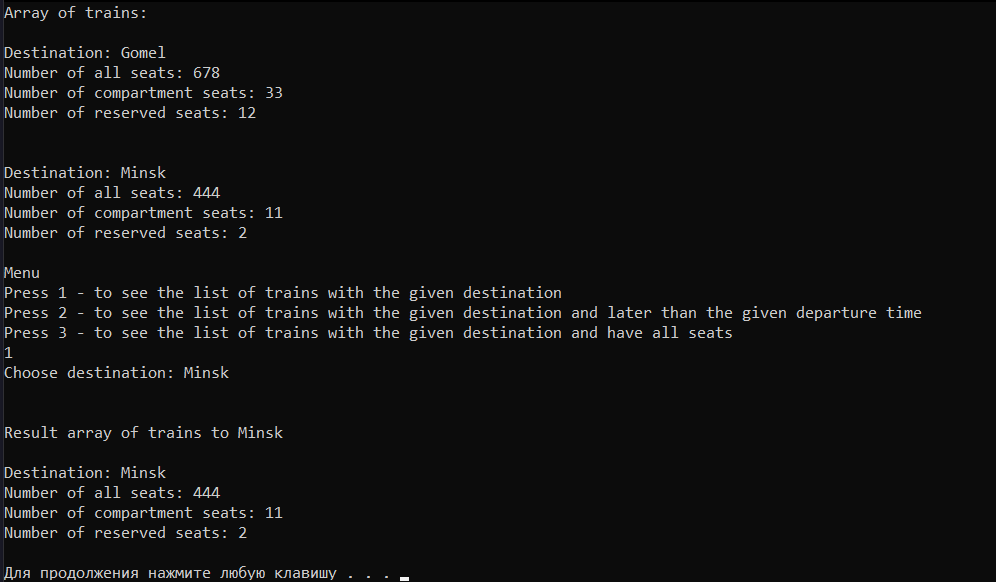 Array of trains:
Destination: Gomel
Number of all seats: 678
Number of compartment seats: 33
Number of reserved seats: 12
Destination: Minsk
Number of all seats: 444
Number of compartment seats: 11
Number of reserved seats: 2
Menu
Press 1 - to see the list of trains with the given destination
Press 2 - to see the list of trains with the given destination and later than the given departure time
Press 3 - to see the list of trains with the given destination and have all seats
1
Choose destination: Minsk
Result array of trains to Minsk
Destination: Minsk
Number of all seats: 444
Number of compartment seats: 11
Number of reserved seats: 2
Для продолжения нажмите любую клавишу . . .